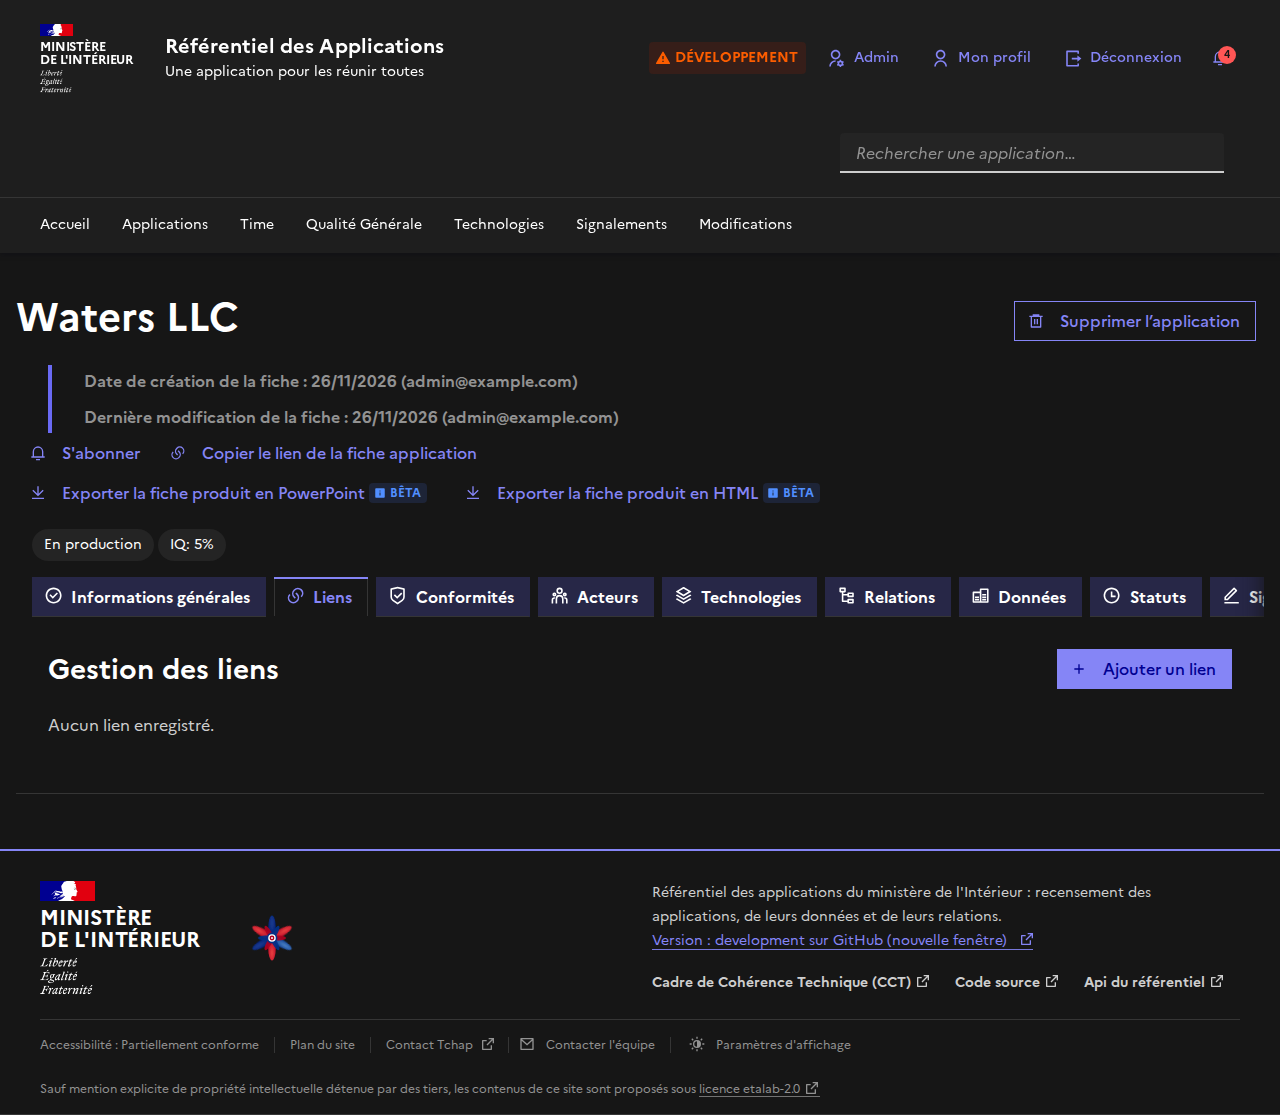 MINISTÈRE
DE L'INTÉRIEUR
Liberté
Égalité
Fraternité
Référentiel des Applications
Une application pour les réunir toutes
DÉVELOPPEMENT
Admin
Mon profil
Déconnexion
4
Rechercher une application…
Accueil
Applications
Time
Qualité Générale
Technologies
Signalements
Modifications
Waters LLC
Supprimer l’application
Date de création de la fiche : 26/11/2026 (admin@example.com)
Dernière modification de la fiche : 26/11/2026 (admin@example.com)
S'abonner
Copier le lien de la fiche application
Exporter la fiche produit en PowerPoint
BÊTA
Exporter la fiche produit en HTML
BÊTA
En production
IQ: 5%
Informations générales
Liens
Conformités
Acteurs
Technologies
Relations
Données
Statuts
Gestion des liens
Ajouter un lien
Aucun lien enregistré.
MINISTÈRE
DE L'INTÉRIEUR
Liberté
Égalité
Fraternité
Référentiel des applications du ministère de l'Intérieur : recensement des
applications, de leurs données et de leurs relations.
Version : development sur GitHub (nouvelle fenêtre)
Cadre de Cohérence Technique (CCT)
Code source
Api du référentiel
Accessibilité : Partiellement conforme
Plan du site
Contact Tchap
Contacter l'équipe
Paramètres d'affichage
Sauf mention explicite de propriété intellectuelle détenue par des tiers, les contenus de ce site sont proposés sous licence etalab-2.0